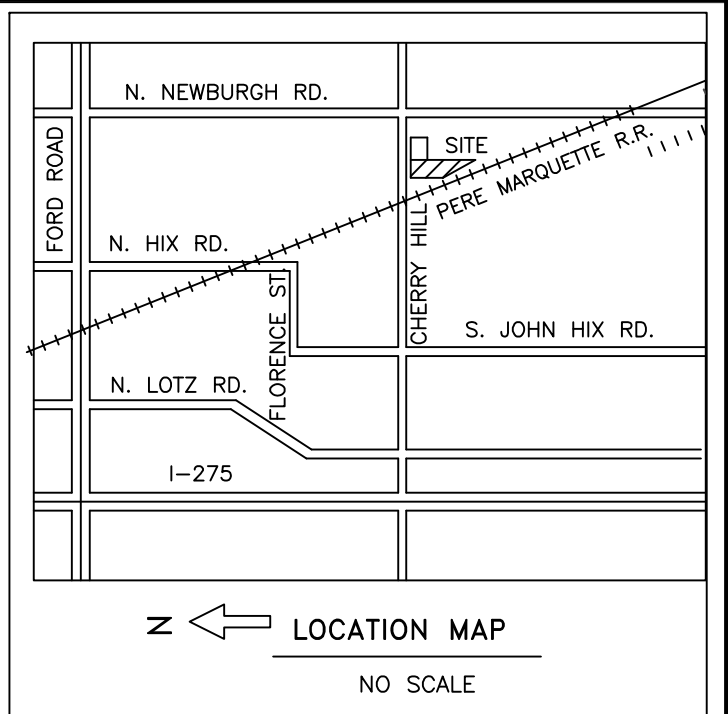 N. NEWBURGH RD.
SITE
PERE MARQUETTE R.R.
FORD ROAD
N. HIX RD.
FLORENCE ST.
CHERRY HILL
S. JOHN HIX RD.
N. LOTZ RD.
I-275
N
LOCATION MAP
NO SCALE